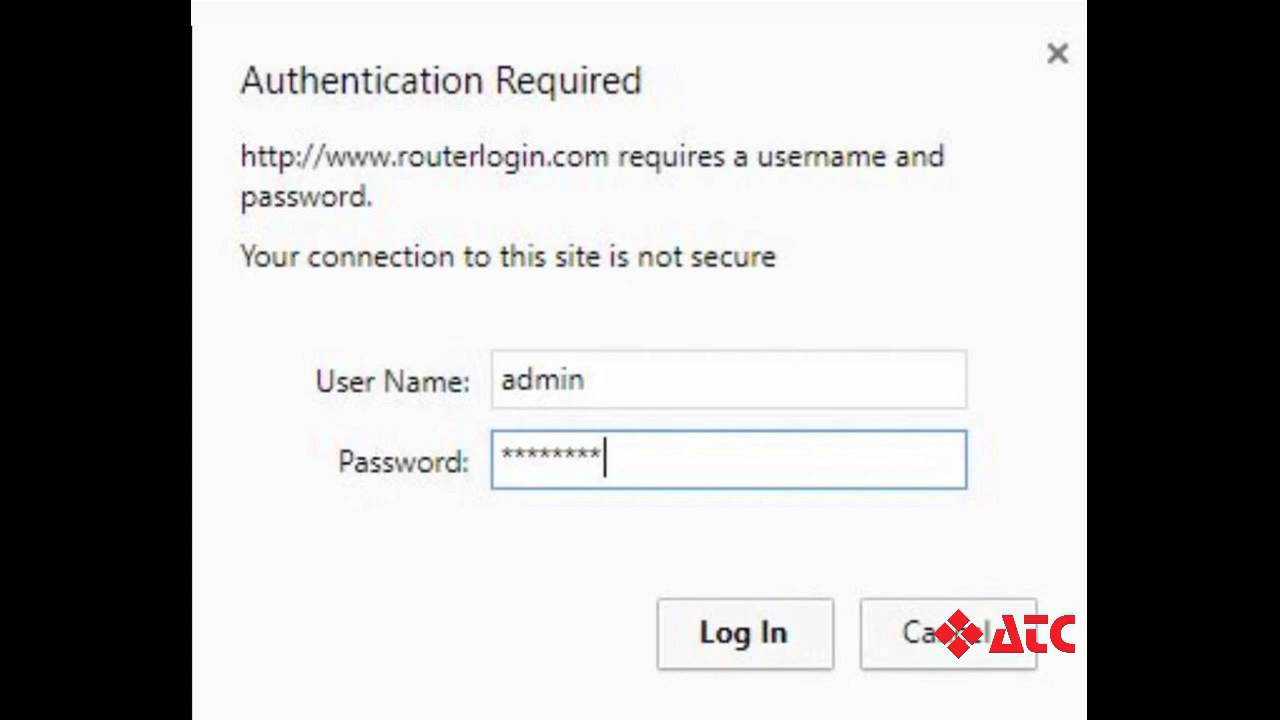 Authentication Required
http://www.routerlogin.com requires a username and
password.
Your connection to this site is not secure
User Name: admin
Password: ********
Log In
Cancel
ATC